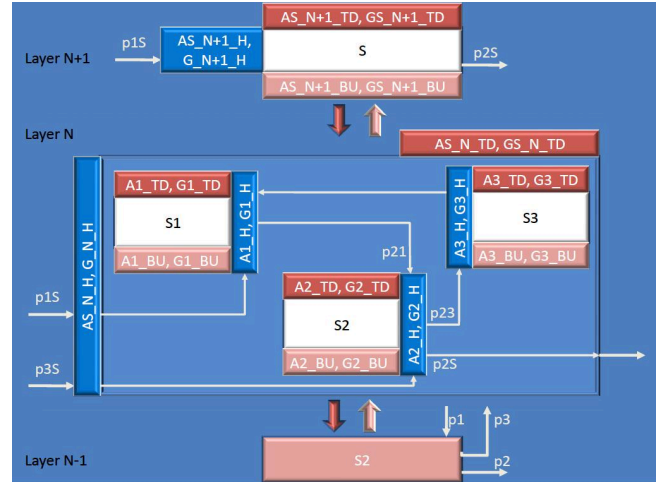 AS_N+1_TD, GS_N+1_TD
p1S
AS_N+1_H,
G_N+1_H
S
p2S
Layer N+1
AS_N+1_BU, GS_N+1_BU
Layer N
AS_N_TD, GS_N_TD
AS_N_H, G_N_H
A1_TD, G1_TD
S1
A1_BU, G1_BU
A1_H, G1_H
A3_H, G3_H
A3_TD, G3_TD
S3
A3_BU, G3_BU
p21
A2_TD, G2_TD
S2
A2_BU, G2_BU
A2_H, G2_H
p23
p2S
p1S
p3S
p1
p3
S2
p2
Layer N-1